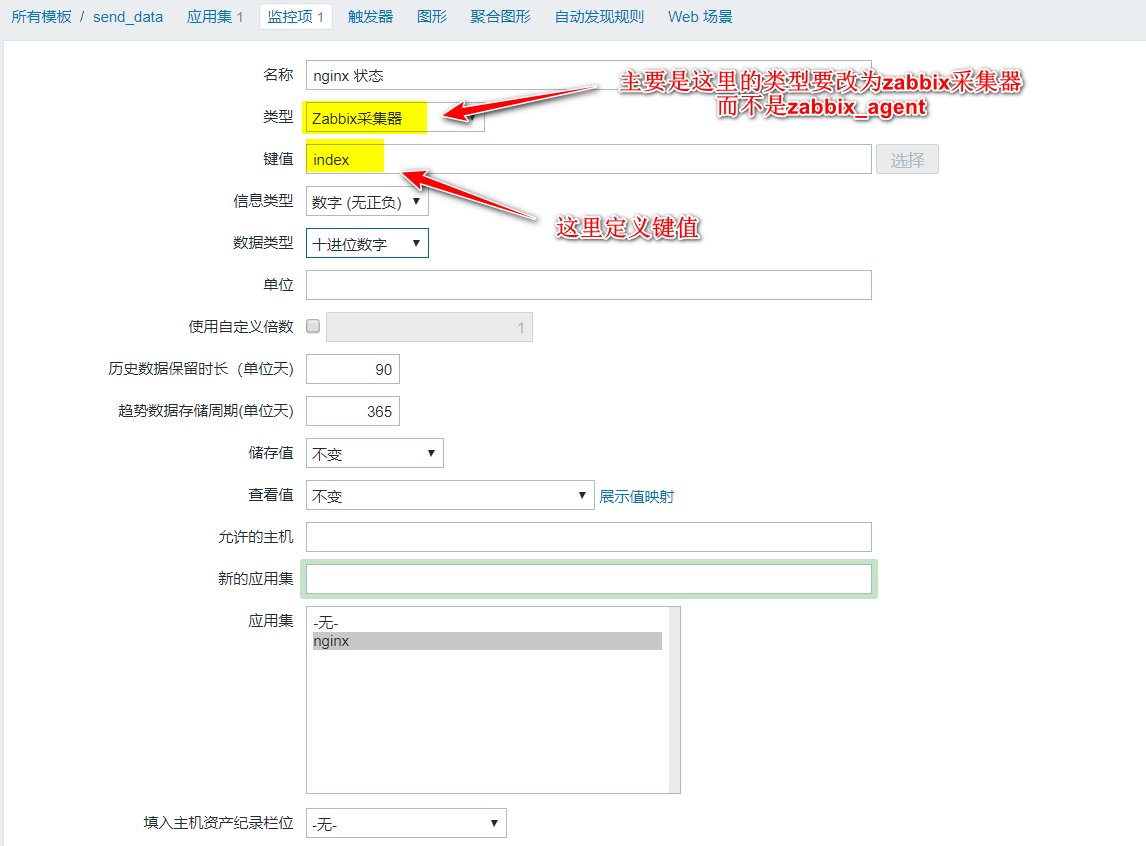 所有模板 / send_data 应用集 1 监控项 1 触发器 图形 聚合图形 自动发现规则 Web 场景
名称 nginx 状态
主要是这里的类型要改为zabbix采集器
而不是zabbix_agent
类型 Zabbix采集器
键值 index 选择
信息类型 数字 (无正负)
这里定义键值
数据类型 十进位数字
单位
使用自定义倍数 1
历史数据保留时长（单位天) 90
趋势数据存储周期(单位天) 365
储存值 不变
查看值 不变 展示值映射
允许的主机
新的应用集
应用集 -无-
nginx
填入主机资产纪录栏位 -无-